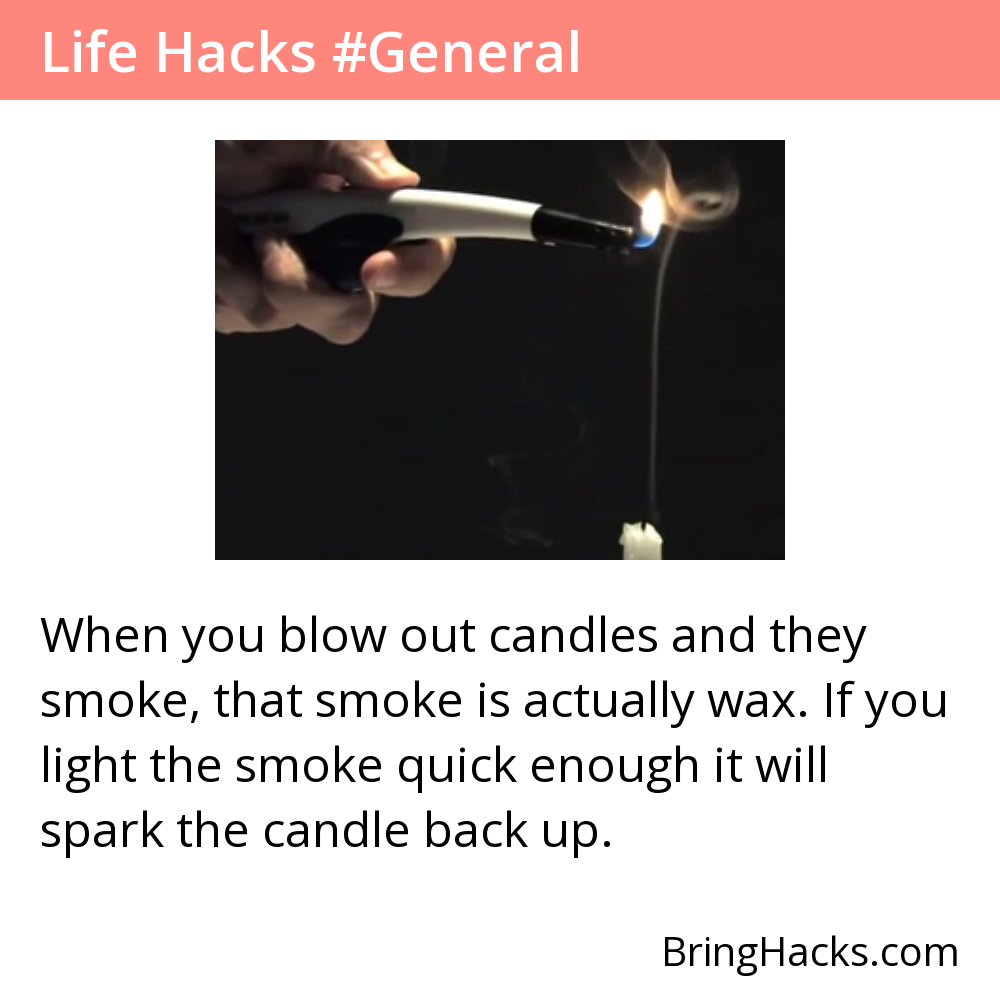 Life Hacks #General
When you blow out candles and they
smoke, that smoke is actually wax. If you
light the smoke quick enough it will
spark the candle back up.
BringHacks.com